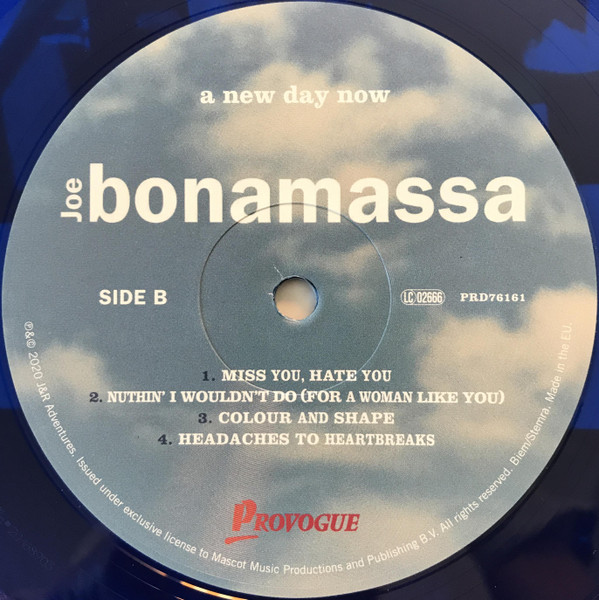 a new day now
Joe bonamassa
SIDE B
LC 02666 PRD76161
1. MISS YOU, HATE YOU
2. NUTHIN' I WOULDN'T DO (FOR A WOMAN LIKE YOU)
3. COLOUR AND SHAPE
4. HEADACHES TO HEARTBREAKS
PROVOGUE
℗&© 2020 J&R Adventures. Issued under exclusive license to Mascot Music Productions and Publishing B.V. All rights reserved. Biem/Stemra. Made in the EU.